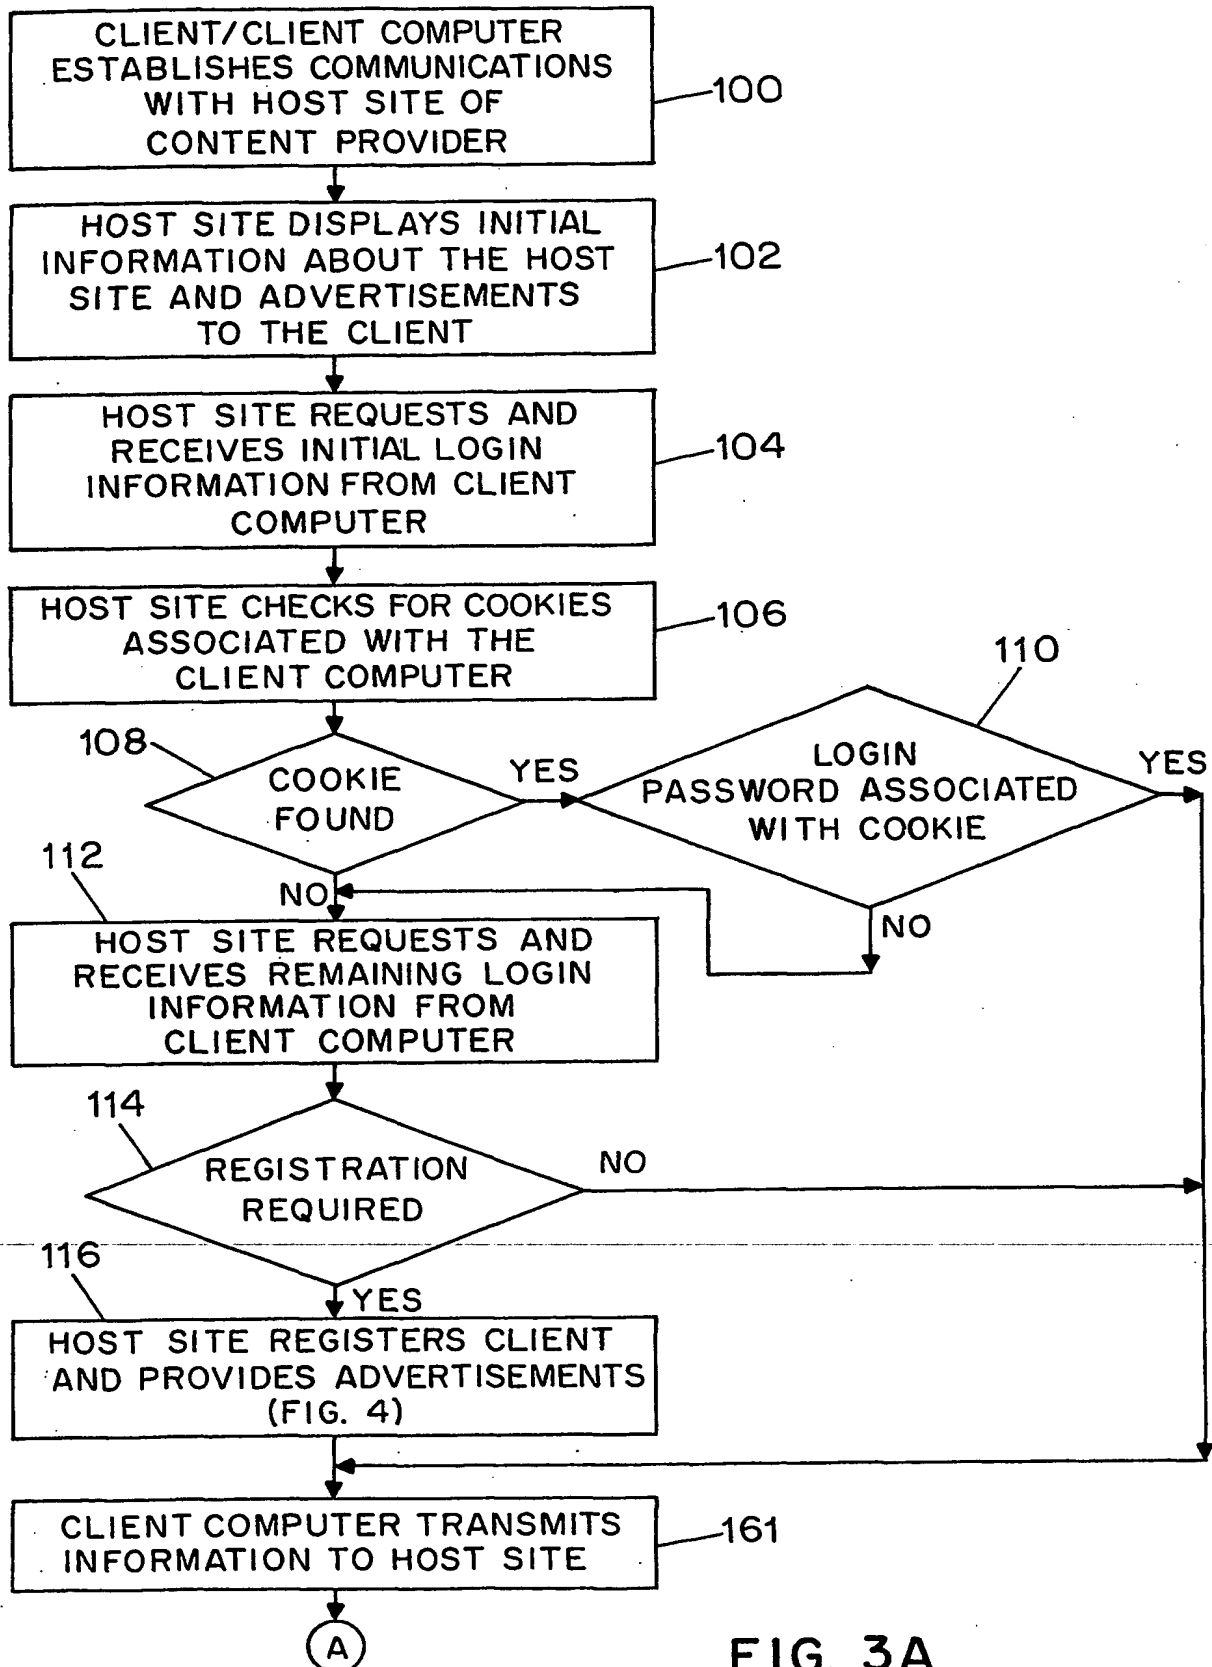 CLIENT/CLIENT COMPUTER
ESTABLISHES COMMUNICATIONS
WITH HOST SITE OF
CONTENT PROVIDER
100
HOST SITE DISPLAYS INITIAL
INFORMATION ABOUT THE HOST
SITE AND ADVERTISEMENTS
TO THE CLIENT
102
HOST SITE REQUESTS AND
RECEIVES INITIAL LOGIN
INFORMATION FROM CLIENT
COMPUTER
104
HOST SITE CHECKS FOR COOKIES
ASSOCIATED WITH THE
CLIENT COMPUTER
106
108
COOKIE
FOUND
YES
NO
110
LOGIN
PASSWORD ASSOCIATED
WITH COOKIE
YES
NO
112
HOST SITE REQUESTS AND
RECEIVES REMAINING LOGIN
INFORMATION FROM
CLIENT COMPUTER
114
REGISTRATION
REQUIRED
NO
YES
116
HOST SITE REGISTERS CLIENT
AND PROVIDES ADVERTISEMENTS
(FIG. 4)
CLIENT COMPUTER TRANSMITS
INFORMATION TO HOST SITE
161
A
FIG. 3A